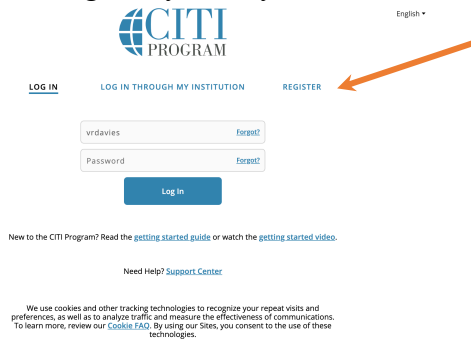 English
CITI
PROGRAM
LOG IN
LOG IN THROUGH MY INSTITUTION
REGISTER
vrdavies
Forgot?
Password
Forgot?
Log In
New to the CITI Program? Read the getting started guide or watch the getting started video.
Need Help? Support Center
We use cookies and other tracking technologies to recognize your repeat visits and
preferences, as well as to analyze traffic and measure the effectiveness of communications.
To learn more, review our Cookie FAQ. By using our Sites, you consent to the use of these
technologies.